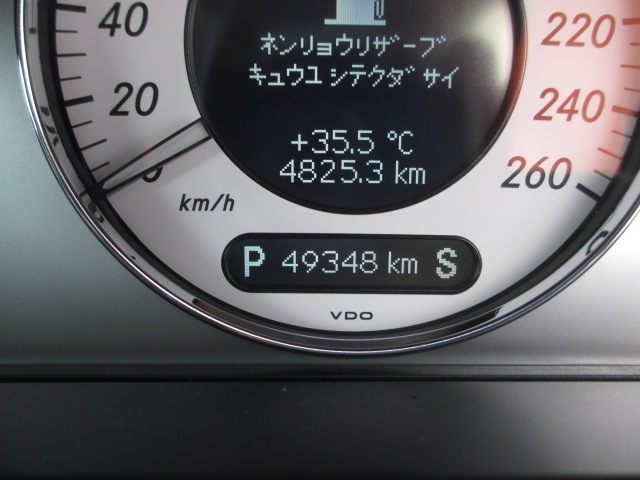 40
20
0
km/h
ネンリョウリザーブ
キュウユ シテクダサイ
+35.5 °C
4825.3 km
220
240
260
P 49348 km S
VDO